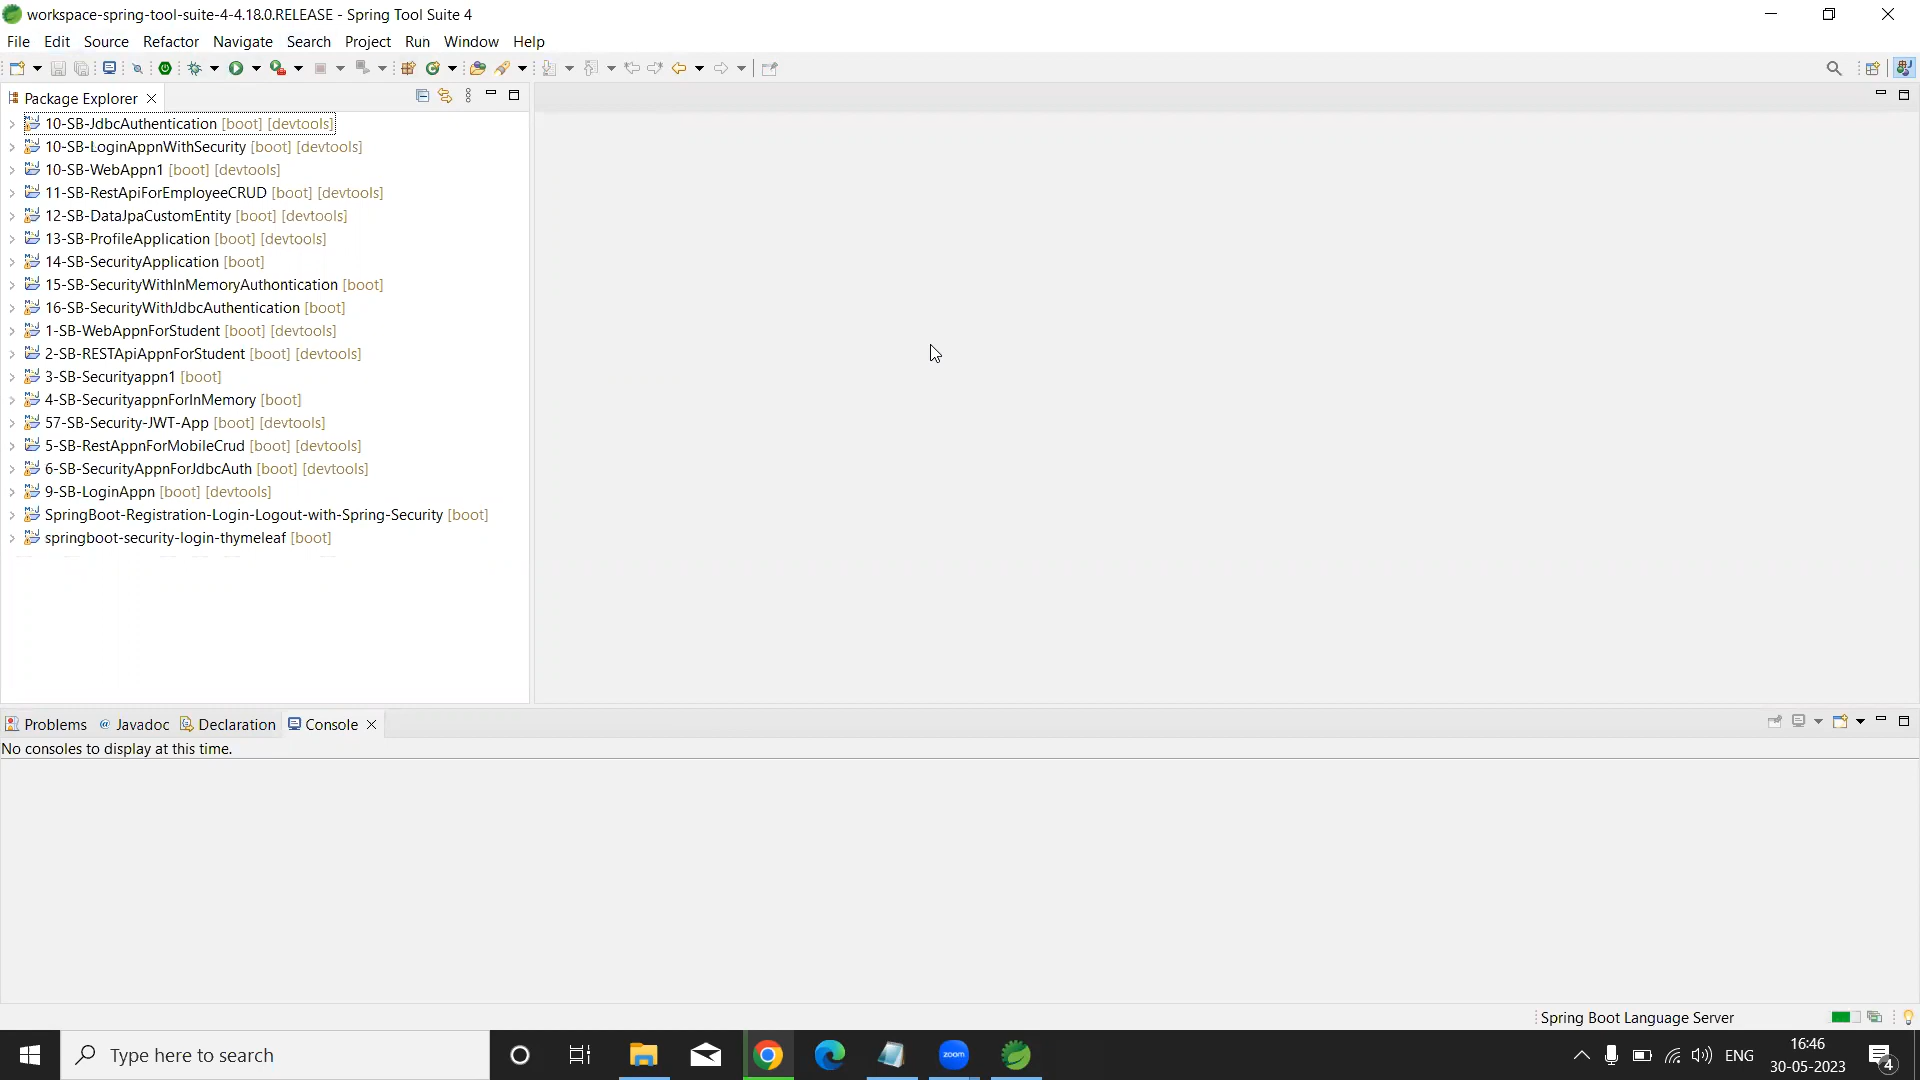 workspace-spring-tool-suite-4-4.18.0.RELEASE - Spring Tool Suite 4
File Edit Source Refactor Navigate Search Project Run Window Help
Package Explorer
10-SB-JdbcAuthentication [boot] [devtools]
10-SB-LoginAppnWithSecurity [boot] [devtools]
10-SB-WebAppn1 [boot] [devtools]
11-SB-RestApiForEmployeeCRUD [boot] [devtools]
12-SB-DataJpaCustomEntity [boot] [devtools]
13-SB-ProfileApplication [boot] [devtools]
14-SB-SecurityApplication [boot]
15-SB-SecurityWithInMemoryAuthontication [boot]
16-SB-SecurityWithJdbcAuthentication [boot]
1-SB-WebAppnForStudent [boot] [devtools]
2-SB-RESTApiAppnForStudent [boot] [devtools]
3-SB-Securityappn1 [boot]
4-SB-SecurityappnForInMemory [boot]
57-SB-Security-JWT-App [boot] [devtools]
5-SB-RestAppnForMobileCrud [boot] [devtools]
6-SB-SecurityAppnForJdbcAuth [boot] [devtools]
9-SB-LoginAppn [boot] [devtools]
SpringBoot-Registration-Login-Logout-with-Spring-Security [boot]
springboot-security-login-thymeleaf [boot]
Problems Javadoc Declaration Console
No consoles to display at this time.
Spring Boot Language Server
Type here to search
zoom
ENG
16:46
30-05-2023
4